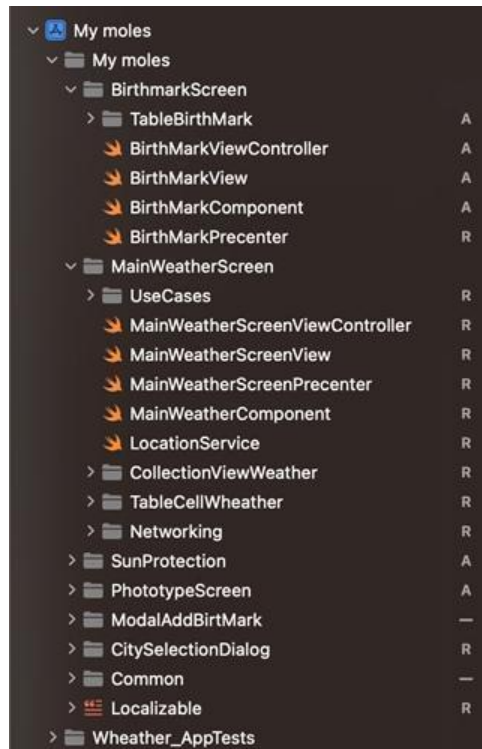 My moles
My moles
BirthmarkScreen
TableBirthMark A
BirthMarkViewController A
BirthMarkView A
BirthMarkComponent A
BirthMarkPrecenter R
MainWeatherScreen
UseCases R
MainWeatherScreenViewController R
MainWeatherScreenView R
MainWeatherScreenPrecenter R
MainWeatherComponent R
LocationService R
CollectionViewWeather R
TableCellWheather R
Networking R
SunProtection A
PhototypeScreen A
ModalAddBirtMark —
CitySelectionDialog R
Common —
Localizable R
Wheather_AppTests